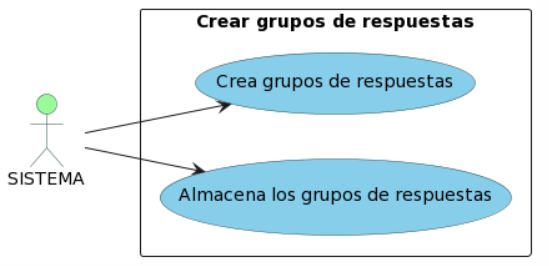 Crear grupos de respuestas
Crea grupos de respuestas
SISTEMA
Almacena los grupos de respuestas